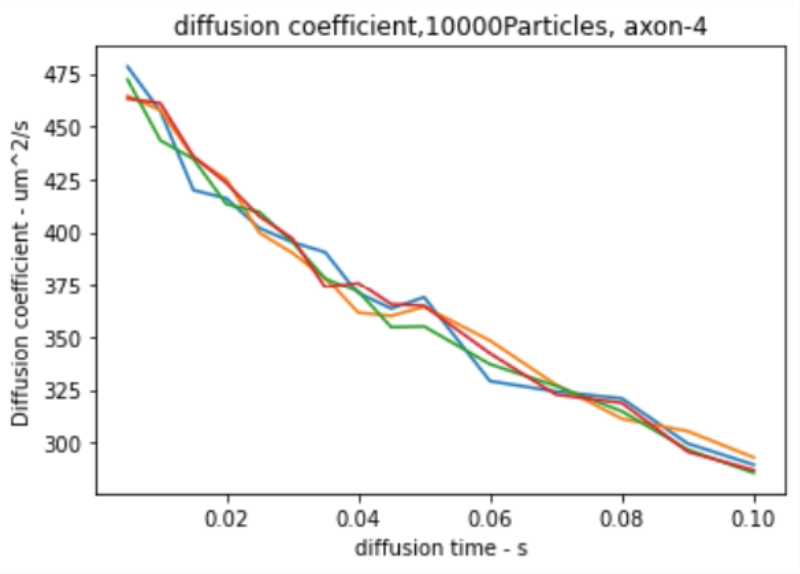 diffusion coefficient,10000Particles, axon-4
475
450
425
400
375
350
325
300
Diffusion coefficient - um^2/s
0.02 0.04 0.06 0.08 0.10
diffusion time - s